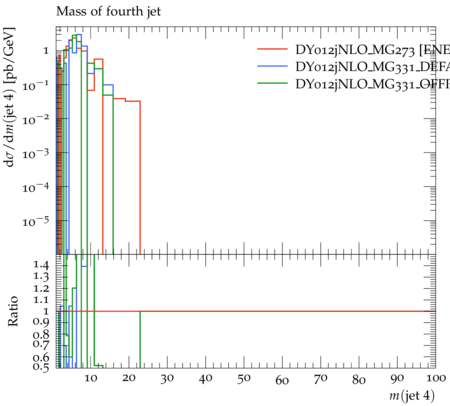 Mass of fourth jet
dσ/dm(jet 4) [pb/GeV]
DY012jNLO_MG273 [ENE
DY012jNLO_MG331_DEFA
DY012jNLO_MG331_OFFI
1
10⁻¹
10⁻²
10⁻³
10⁻⁴
10⁻⁵
Ratio
1.4
1.3
1.2
1.1
1
0.9
0.8
0.7
0.6
0.5
10 20 30 40 50 60 70 80 90 100
m(jet 4)